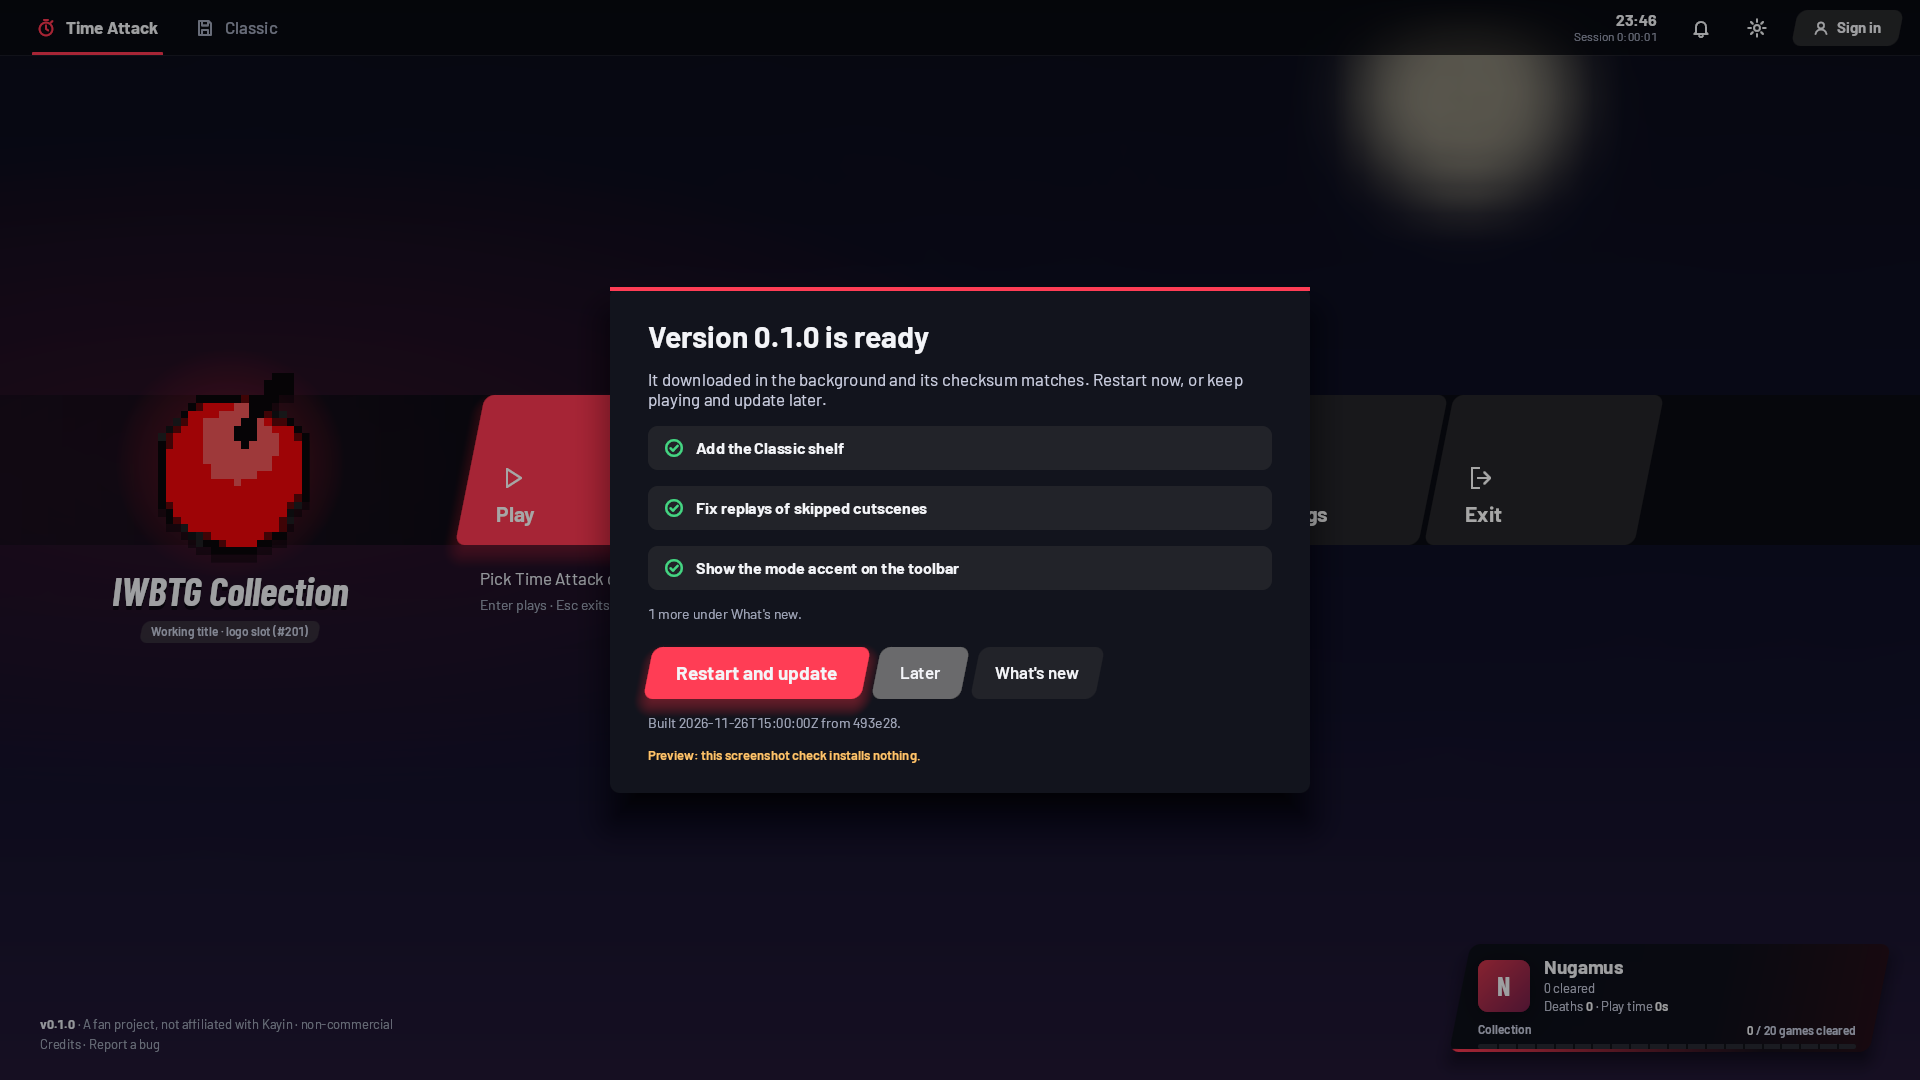 Time Attack
Classic
23:46
Session 0:00:01
Sign in
Version 0.1.0 is ready
It downloaded in the background and its checksum matches. Restart now, or keep
playing and update later.
Add the Classic shelf
Fix replays of skipped cutscenes
Show the mode accent on the toolbar
1 more under What's new.
Restart and update
Later
What's new
Built 2026-11-26T15:00:00Z from 493e28.
Preview: this screenshot check installs nothing.
Play
gs
Exit
Pick Time Attack
Enter plays · Esc exits
IWBTG Collection
Working title · logo slot (#201)
N
Nugamus
0 cleared
Deaths 0 · Play time 0s
Collection
0 / 20 games cleared
v0.1.0 · A fan project, not affiliated with Kayin · non-commercial
Credits · Report a bug